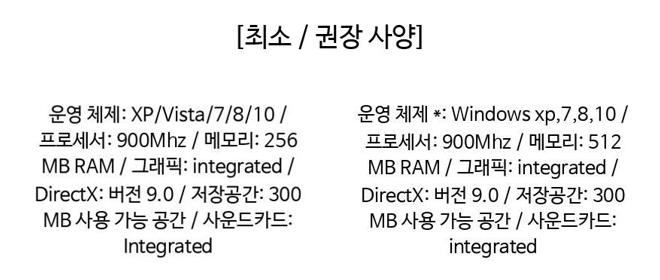 [최소 / 권장 사양]
운영 체제: XP/Vista/7/8/10 /
프로세서: 900Mhz / 메모리: 256
MB RAM / 그래픽: integrated /
DirectX: 버전 9.0 / 저장공간: 300
MB 사용 가능 공간 / 사운드카드:
Integrated
운영 체제 *: Windows xp,7,8,10 /
프로세서: 900Mhz / 메모리: 512
MB RAM / 그래픽: integrated /
DirectX: 버전 9.0 / 저장공간: 300
MB 사용 가능 공간 / 사운드카드:
integrated